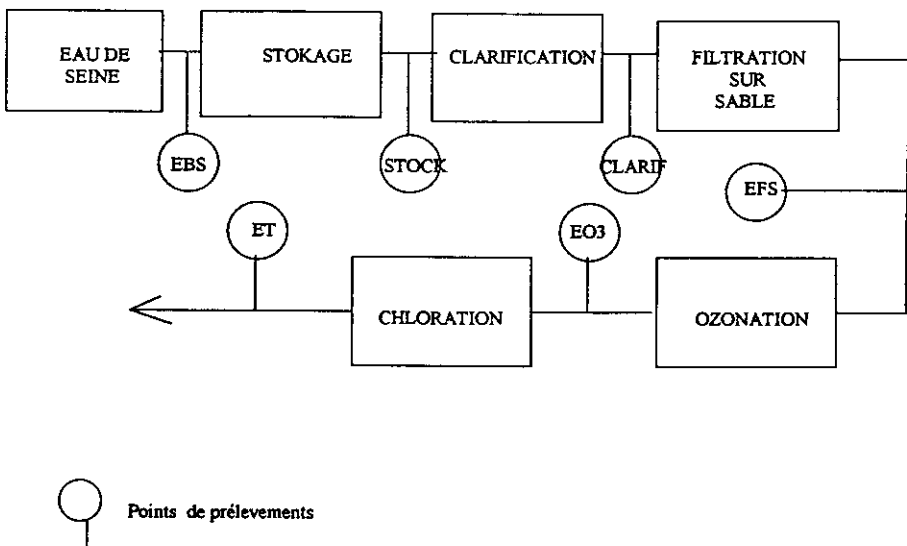 EAU DE
SEINE
STOKAGE
CLARIFICATION
FILTRATION
SUR
SABLE
EBS
STOCK
CLARIF
EFS
ET
EO3
CHLORATION
OZONATION
Points de prélevements